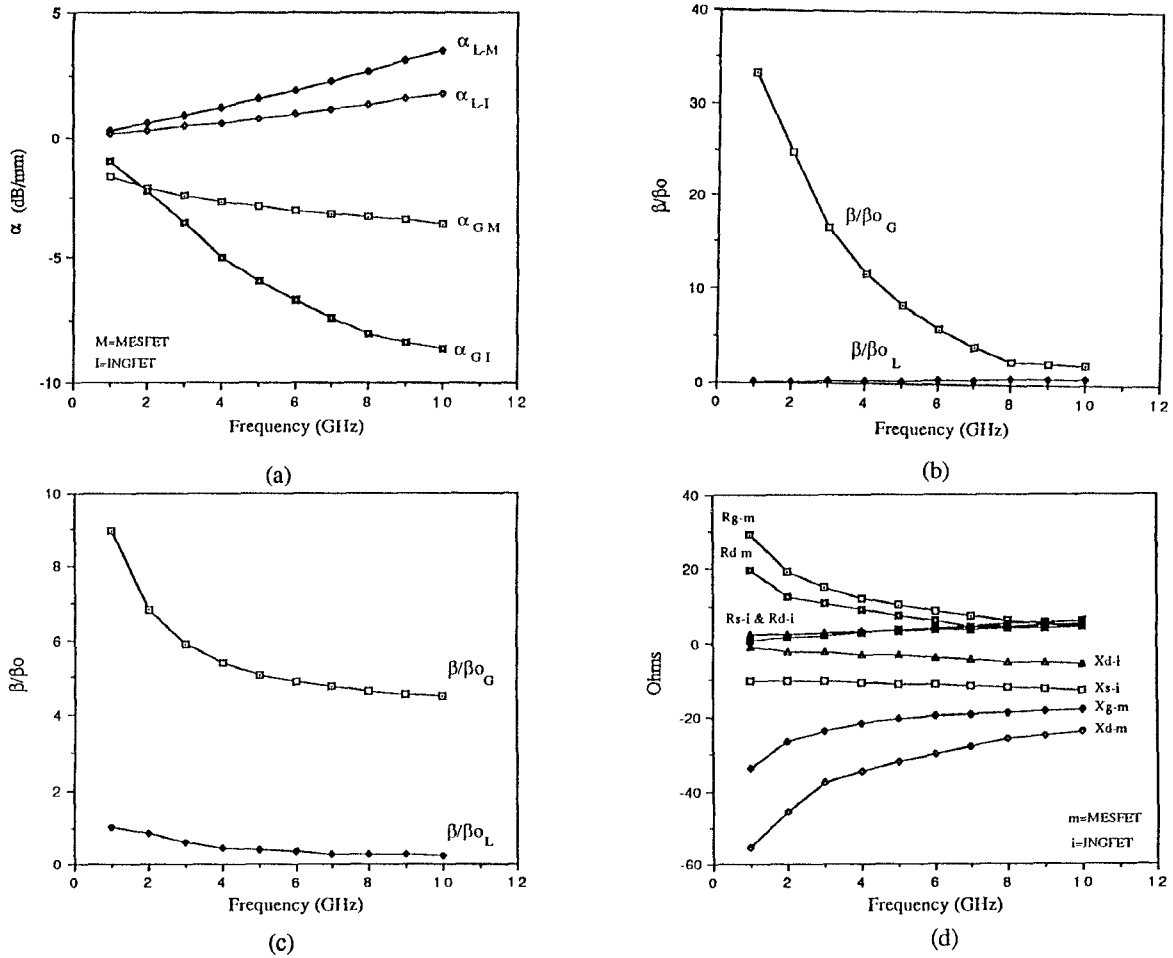 5
0
-5
-10
α (dB/mm)
α L-M
α L-I
α G M
α G I
M=MESFET
I=INGFET
0 2 4 6 8 10 12
Frequency (GHz)
(a)
40
30
20
10
0
β/βo
β/βo G
β/βo L
0 2 4 6 8 10 12
Frequency (GHz)
(b)
10
8
6
4
2
0
β/βo
β/βo G
β/βo L
0 2 4 6 8 10 12
Frequency (GHz)
(c)
40
20
0
-20
-40
-60
Ohms
Rg-m
Rd m
Rs-i & Rd-i
Xd-i
Xs-i
Xg-m
Xd-m
m=MESFET
i=INGFET
0 2 4 6 8 10 12
Frequency (GHz)
(d)